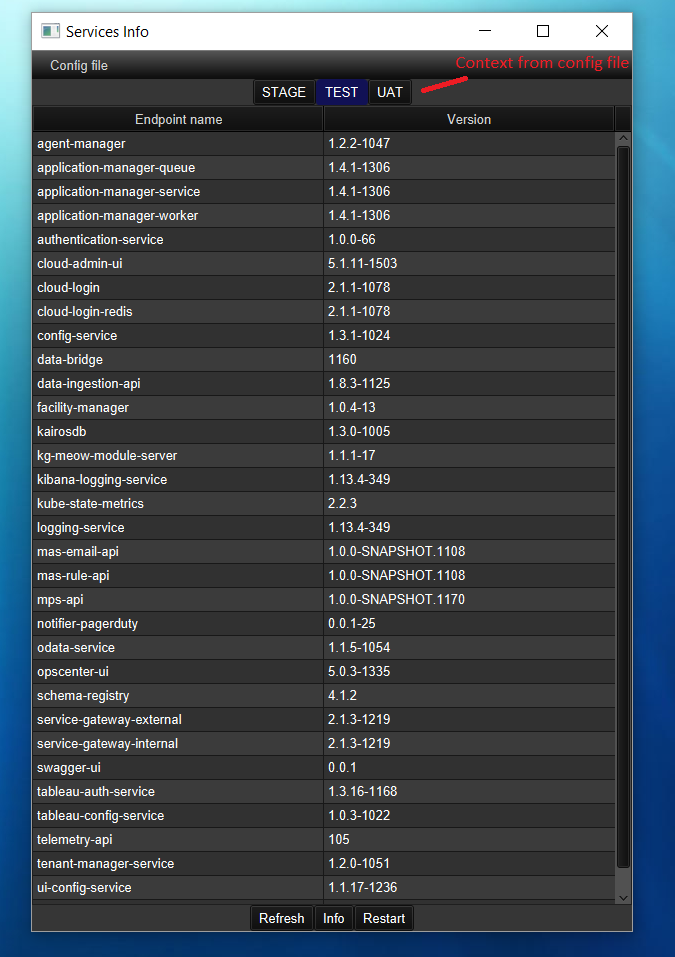 Services Info
Config file
Context from config file
STAGE TEST UAT
Endpoint name Version
agent-manager 1.2.2-1047
application-manager-queue 1.4.1-1306
application-manager-service 1.4.1-1306
application-manager-worker 1.4.1-1306
authentication-service 1.0.0-66
cloud-admin-ui 5.1.11-1503
cloud-login 2.1.1-1078
cloud-login-redis 2.1.1-1078
config-service 1.3.1-1024
data-bridge 1160
data-ingestion-api 1.8.3-1125
facility-manager 1.0.4-13
kairosdb 1.3.0-1005
kg-meow-module-server 1.1.1-17
kibana-logging-service 1.13.4-349
kube-state-metrics 2.2.3
logging-service 1.13.4-349
mas-email-api 1.0.0-SNAPSHOT.1108
mas-rule-api 1.0.0-SNAPSHOT.1108
mps-api 1.0.0-SNAPSHOT.1170
notifier-pagerduty 0.0.1-25
odata-service 1.1.5-1054
opscenter-ui 5.0.3-1335
schema-registry 4.1.2
service-gateway-external 2.1.3-1219
service-gateway-internal 2.1.3-1219
swagger-ui 0.0.1
tableau-auth-service 1.3.16-1168
tableau-config-service 1.0.3-1022
telemetry-api 105
tenant-manager-service 1.2.0-1051
ui-config-service 1.1.17-1236
Refresh Info Restart